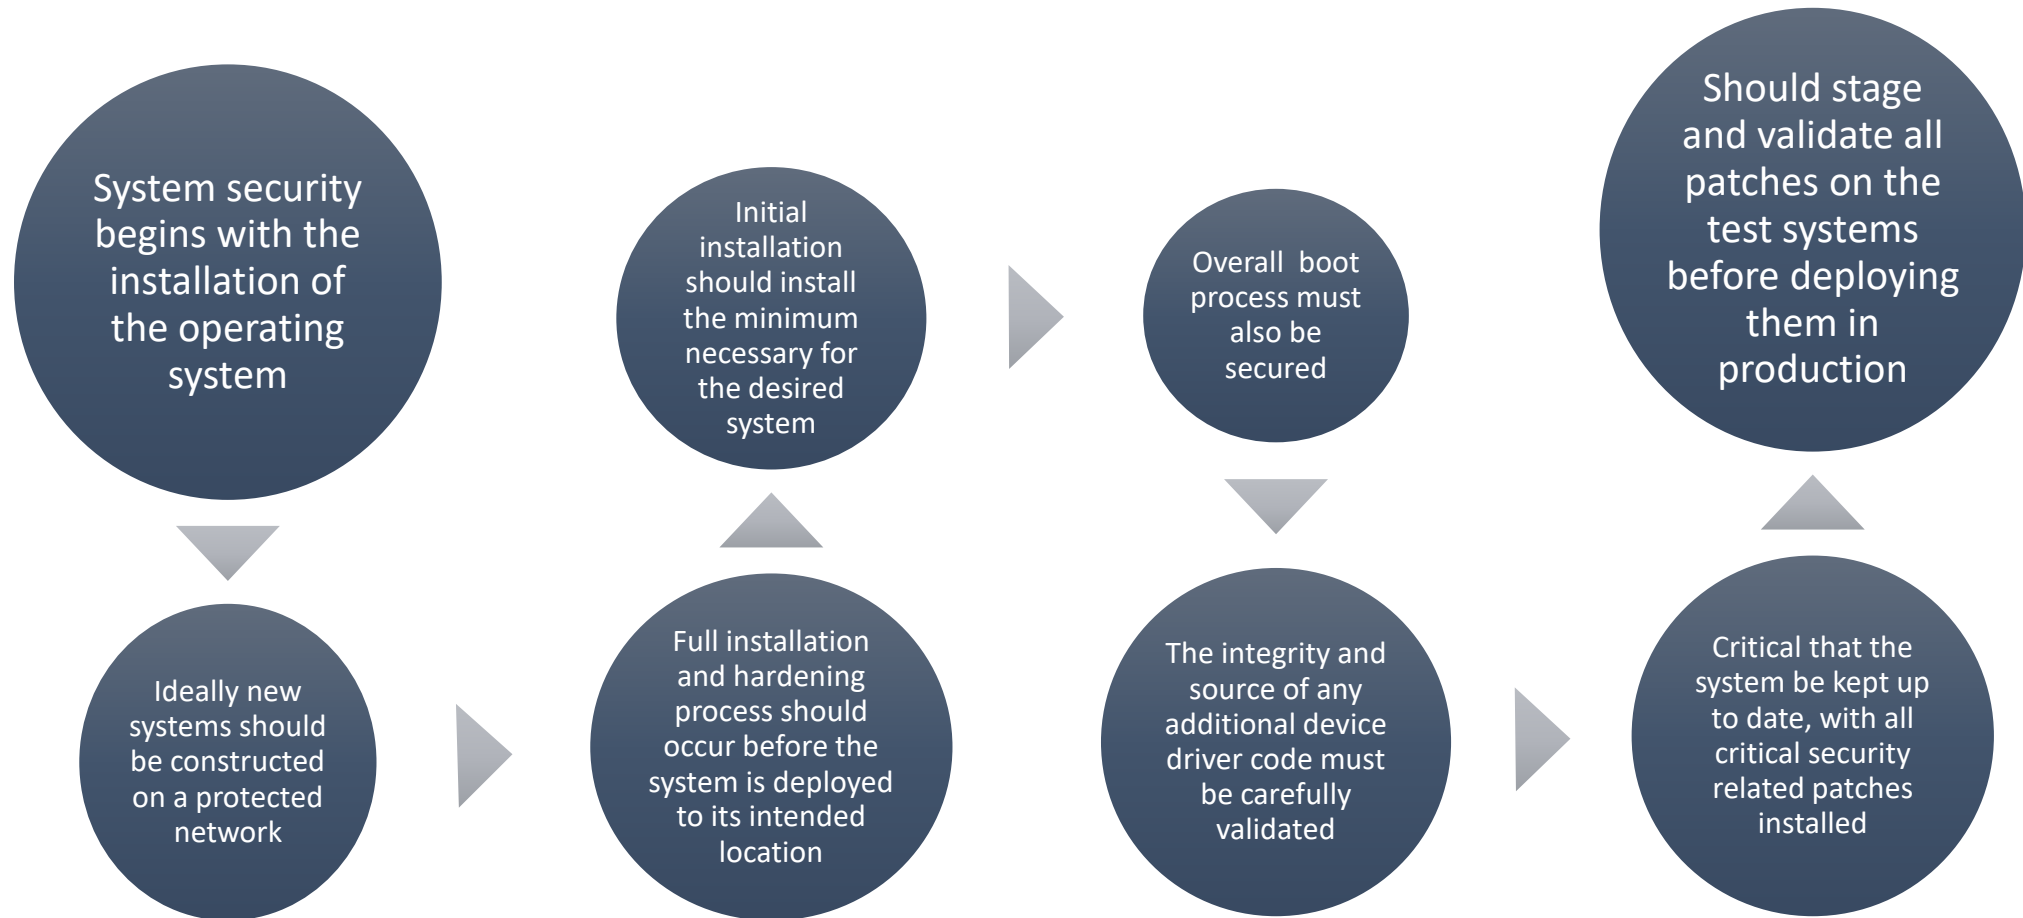 System security
begins with the
installation of
the operating
system
Ideally new
systems should
be constructed
on a protected
network
Full installation
and hardening
process should
occur before the
system is deployed
to its intended
location
Initial
installation
should install
the minimum
necessary for
the desired
system
Overall  boot
process must
also be
secured
The integrity and
source of any
additional device
driver code must
be carefully
validated
Critical that the
system be kept up
to date, with all
critical security
related patches
installed
Should stage
and validate all
patches on the
test systems
before deploying
them in
production